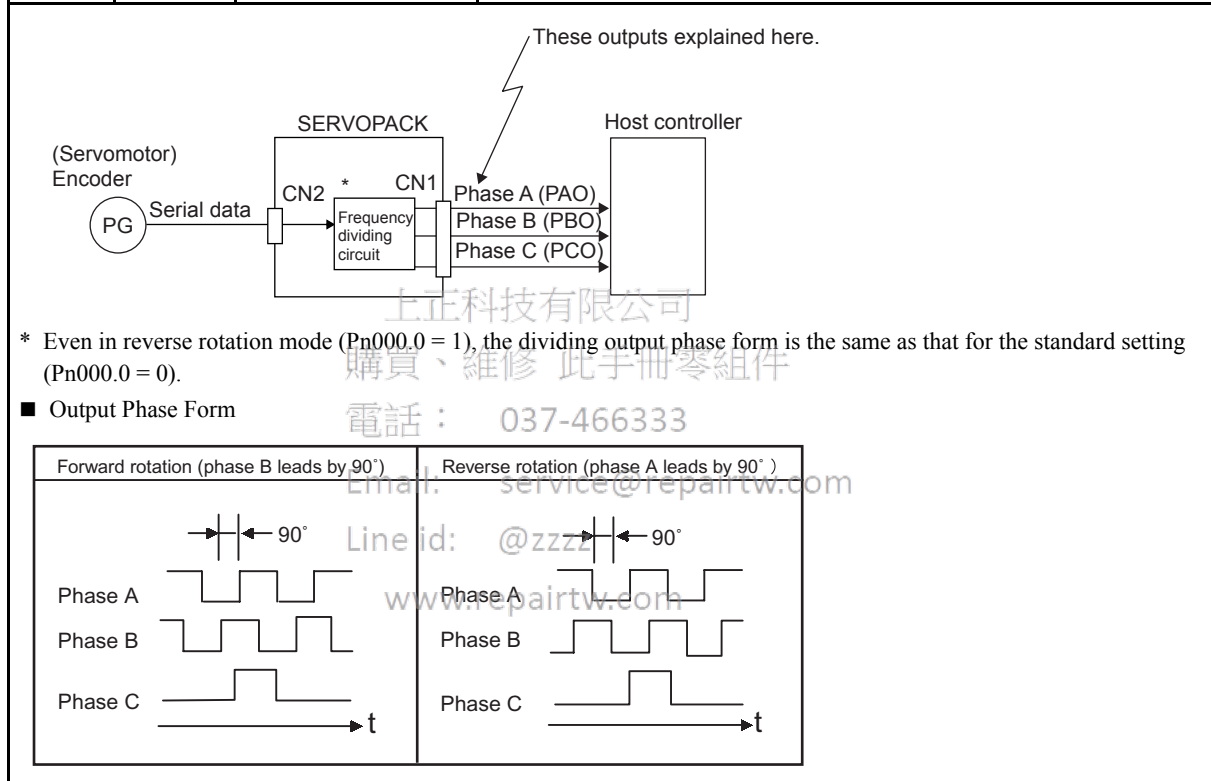 These outputs explained here.
SERVOPACK
Host controller
(Servomotor)
Encoder
CN2
*
CN1
Phase A (PAO)
PG
Serial data
Frequency
dividing
circuit
Phase B (PBO)
Phase C (PCO)
上正科技有限公司
* Even in reverse rotation mode (Pn000.0 = 1), the dividing output phase form is the same as that for the standard setting
(Pn000.0 = 0).
購買、維修 此手冊零組件
■ Output Phase Form
電話： 037-466333
Forward rotation (phase B leads by 90˚)
Reverse rotation (phase A leads by 90˚ )
Email: service@repairtw.com
90˚
90˚
Line id: @zzzz
Phase A
Phase A
www.repairtw.com
Phase B
Phase B
Phase C
Phase C
t
t